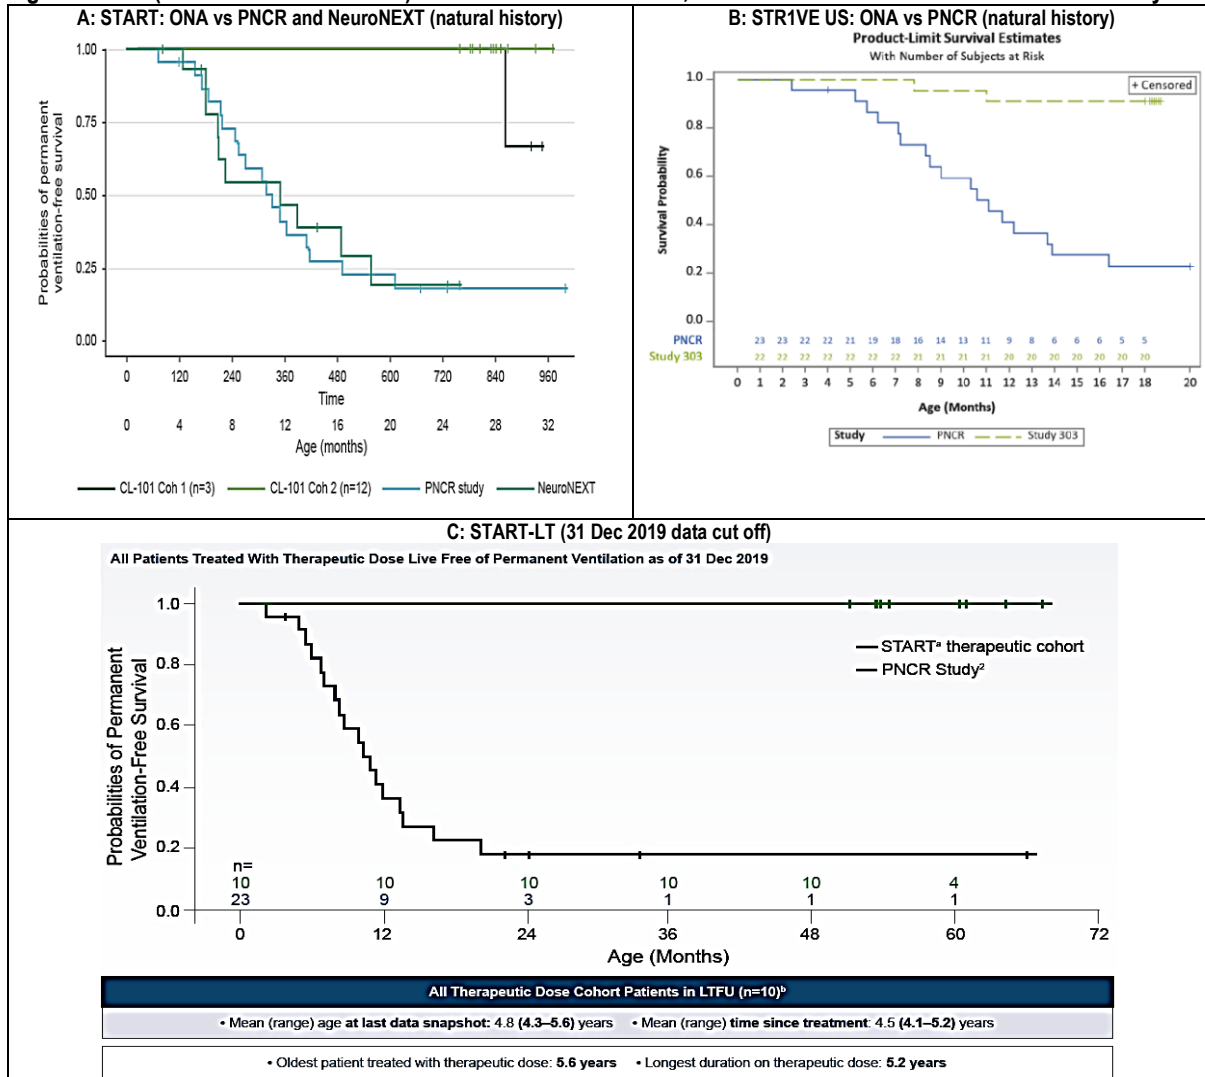 A: START: ONA vs PNCR and NeuroNEXT (natural history)
1.00
0.75
0.50
0.25
0.00
Probabilities of permanent
ventilation-free survival
0 120 240 360 480 600 720 840 960
Time
0 4 8 12 16 20 24 28 32
Age (months)
CL-101 Coh 1 (n=3) CL-101 Coh 2 (n=12) PNCR study NeuroNEXT
B: STR1VE US: ONA vs PNCR (natural history)
Product-Limit Survival Estimates
With Number of Subjects at Risk
+ Censored
1.0
0.8
0.6
0.4
0.2
0.0
Survival Probability
PNCR 23 23 22 22 21 19 18 16 14 13 11 9 8 6 6 6 5 5
Study 303 22 22 22 22 22 22 22 21 21 21 21 20 20 20 20 20 20 20
0 1 2 3 4 5 6 7 8 9 10 11 12 13 14 15 16 17 18 20
Age (Months)
Study PNCR Study 303
C: START-LT (31 Dec 2019 data cut off)
All Patients Treated With Therapeutic Dose Live Free of Permanent Ventilation as of 31 Dec 2019
1.0
0.8
0.6
0.4
0.2
0.0
Probabilities of Permanent
Ventilation-Free Survival
STARTᵃ therapeutic cohort
PNCR Study²
n=
10 10 10 10 10 4
23 9 3 1 1 1
0 12 24 36 48 60 72
Age (Months)
All Therapeutic Dose Cohort Patients in LTFU (n=10)ᵇ
• Mean (range) age at last data snapshot: 4.8 (4.3–5.6) years • Mean (range) time since treatment: 4.5 (4.1–5.2) years
• Oldest patient treated with therapeutic dose: 5.6 years • Longest duration on therapeutic dose: 5.2 years